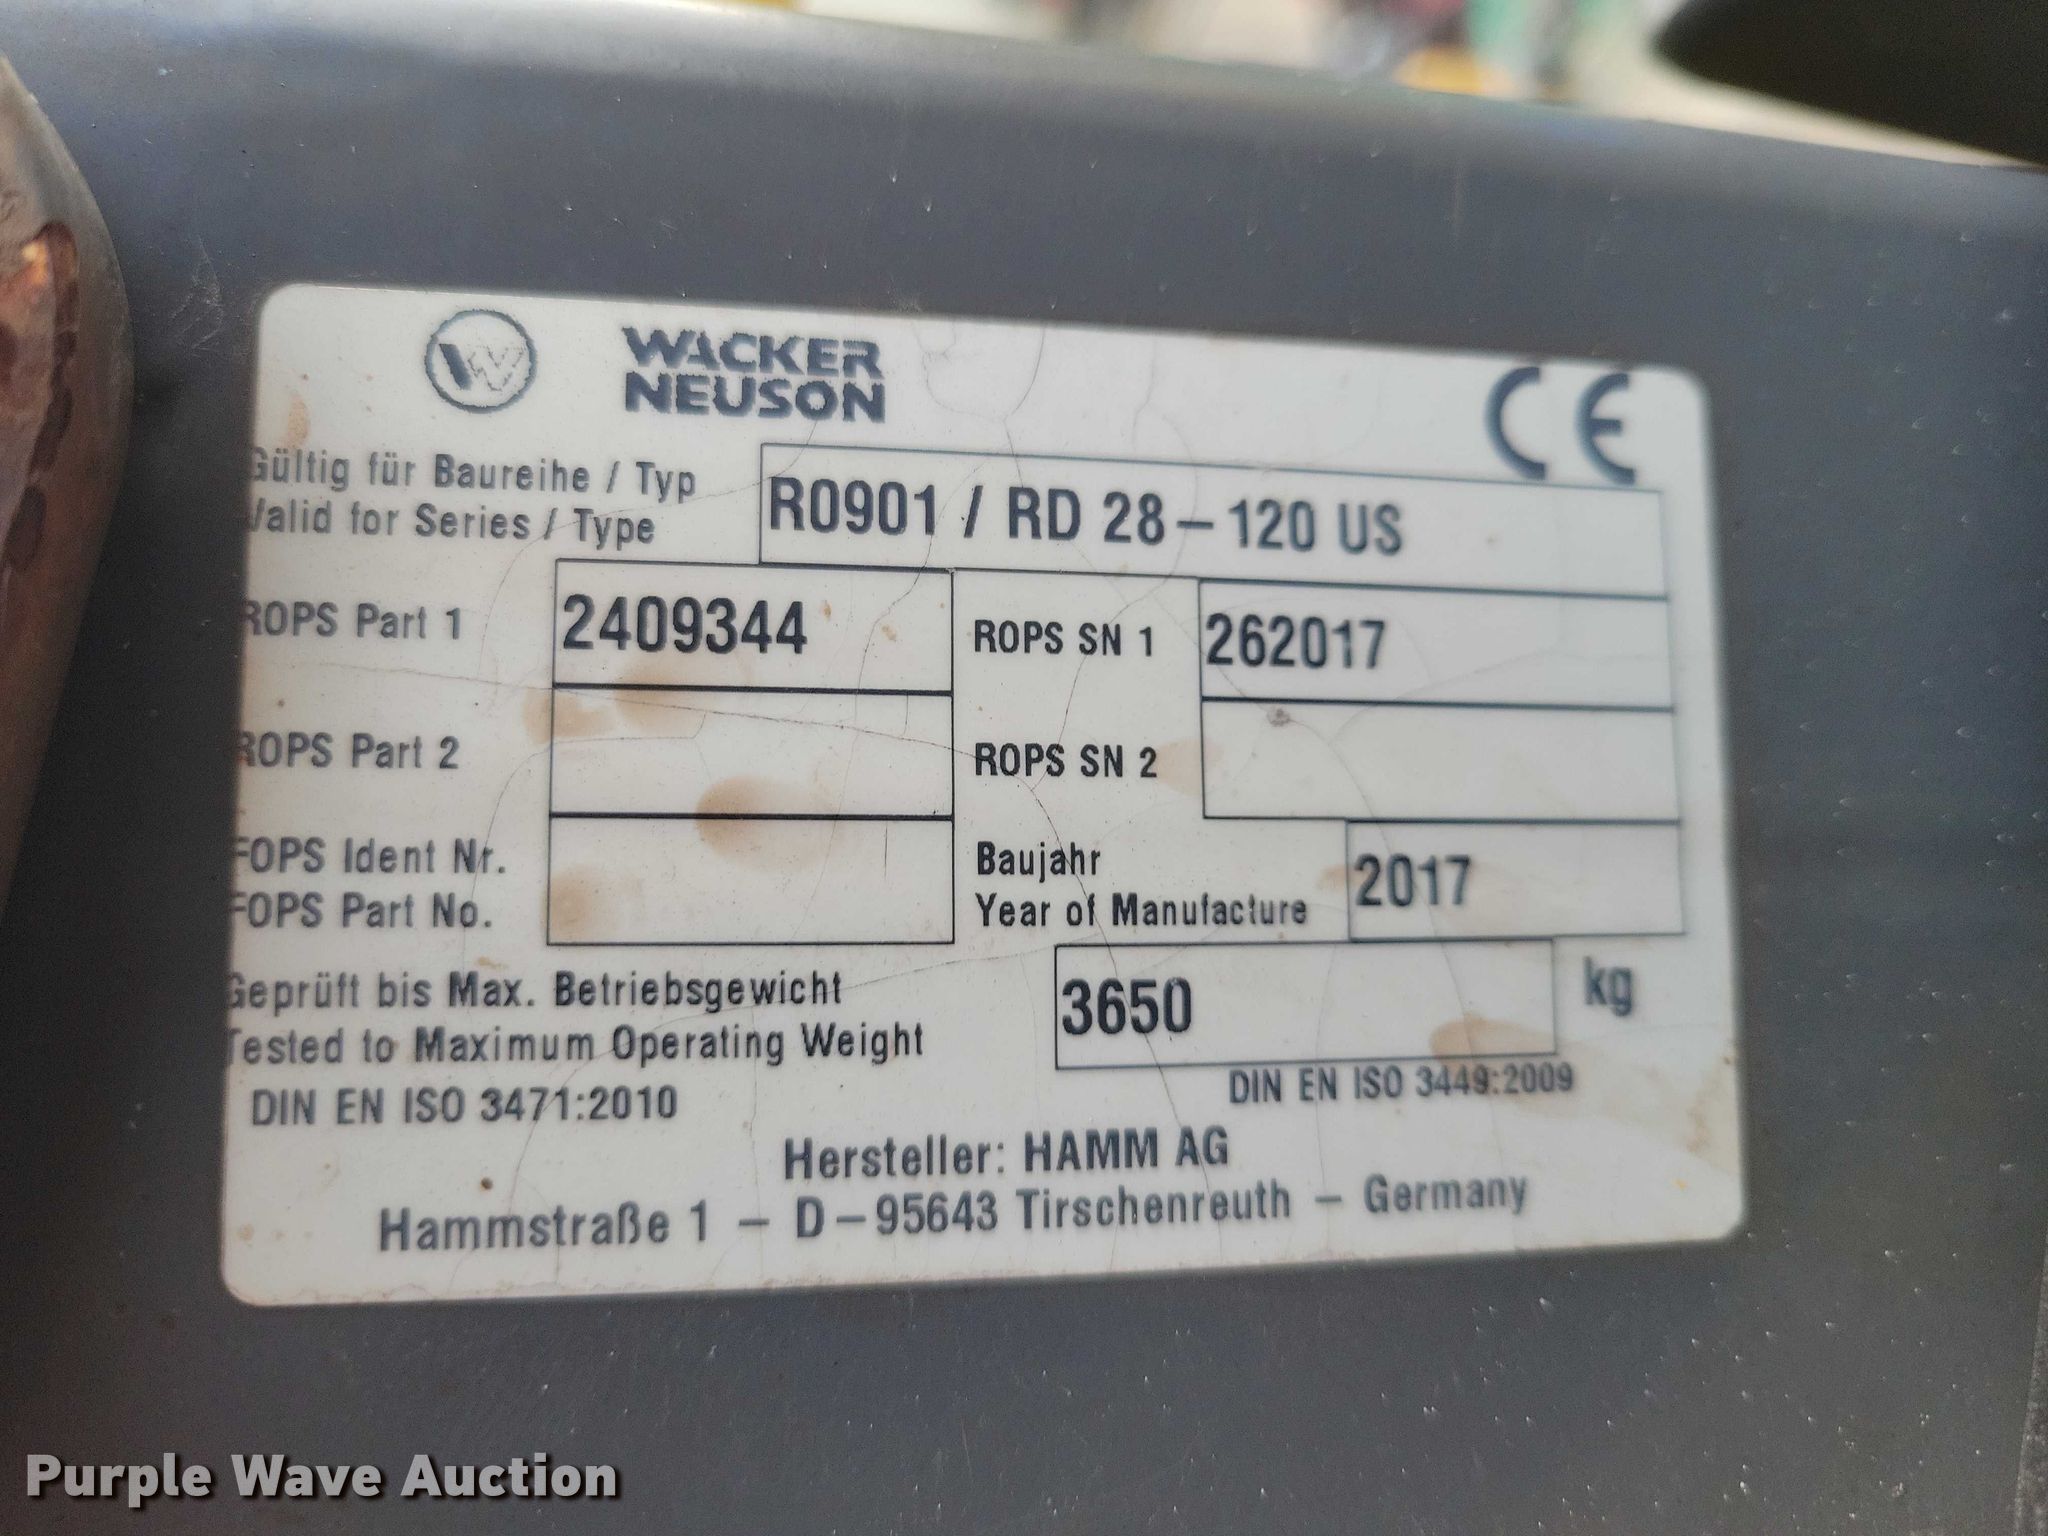 WACKER
NEUSON
CE
Gültig für Baureihe / Typ
Valid for Series / Type
R0901 / RD 28 – 120 US
ROPS Part 1
2409344
ROPS SN 1
262017
ROPS Part 2
ROPS SN 2
FOPS Ident Nr.
FOPS Part No.
Baujahr
Year of Manufacture
2017
Geprüft bis Max. Betriebsgewicht
Tested to Maximum Operating Weight
3650
kg
DIN EN ISO 3471:2010
DIN EN ISO 3449:2009
Hersteller: HAMM AG
Hammstraße 1 – D – 95643 Tirschenreuth – Germany
Purple Wave Auction